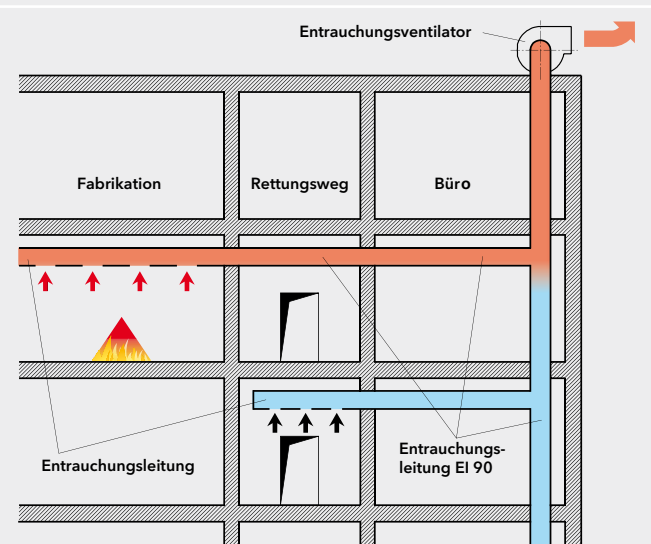 Entrauchungsventilator
Fabrikation
Rettungsweg
Büro
Entrauchungsleitung
Entrauchungs-
leitung EI 90